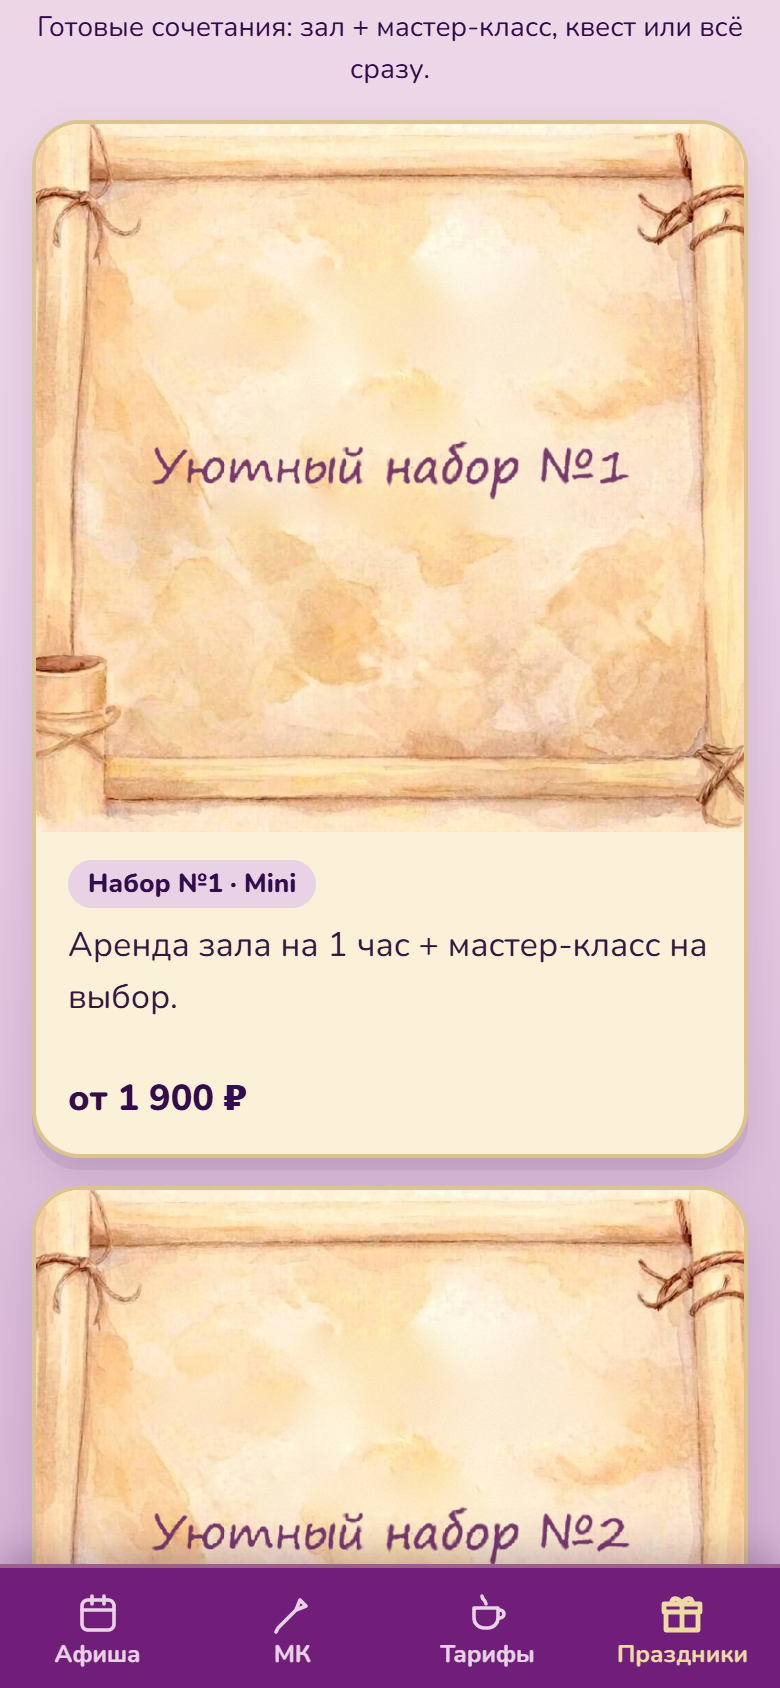 Готовые сочетания: зал + мастер-класс, квест или всё
сразу.
Уютный набор №1
Набор №1 · Mini
Аренда зала на 1 час + мастер-класс на
выбор.
от 1 900 ₽
Уютный набор №2
Афиша
МК
Тарифы
Праздники